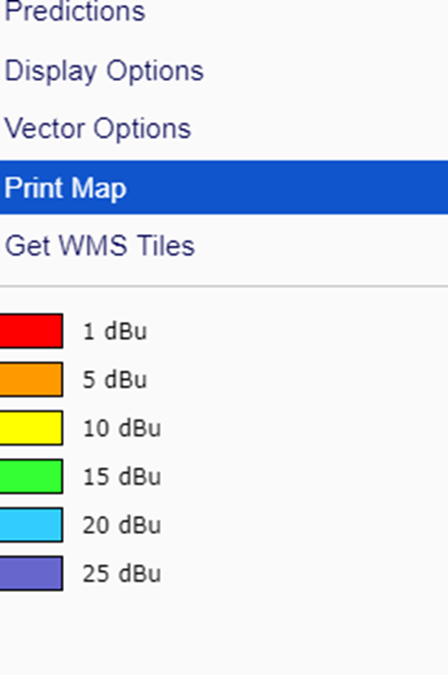 Predictions
Display Options
Vector Options
Print Map
Get WMS Tiles
1 dBu
5 dBu
10 dBu
15 dBu
20 dBu
25 dBu